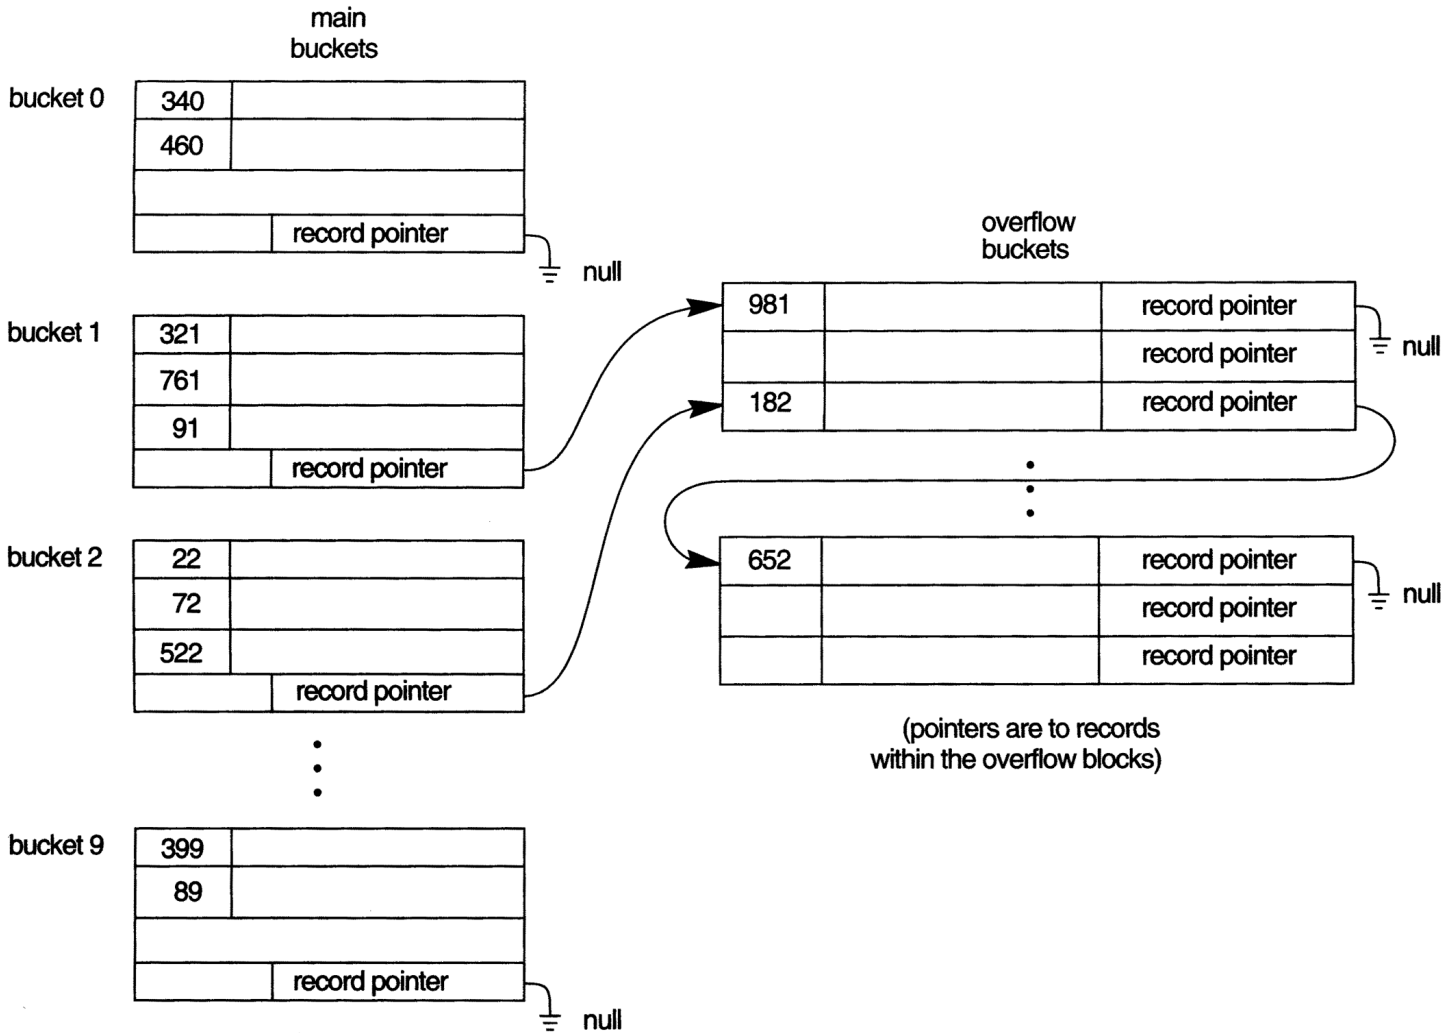 main
buckets
bucket 0
340
460
record pointer
null
bucket 1
321
761
91
record pointer
bucket 2
22
72
522
record pointer
bucket 9
399
89
record pointer
null
overflow
buckets
981
record pointer
null
record pointer
182
record pointer
652
record pointer
null
record pointer
record pointer
(pointers are to records
within the overflow blocks)